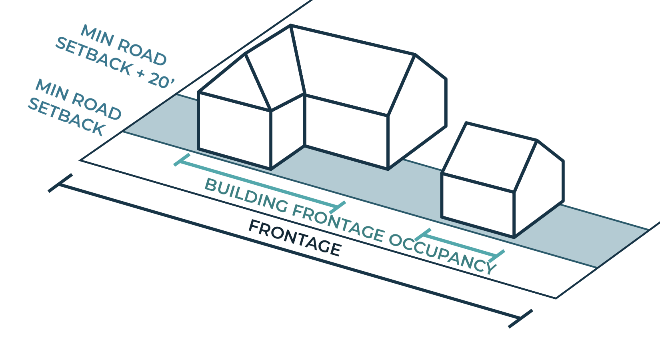 MIN ROAD
SETBACK + 20'
MIN ROAD
SETBACK
BUILDING FRONTAGE OCCUPANCY
FRONTAGE